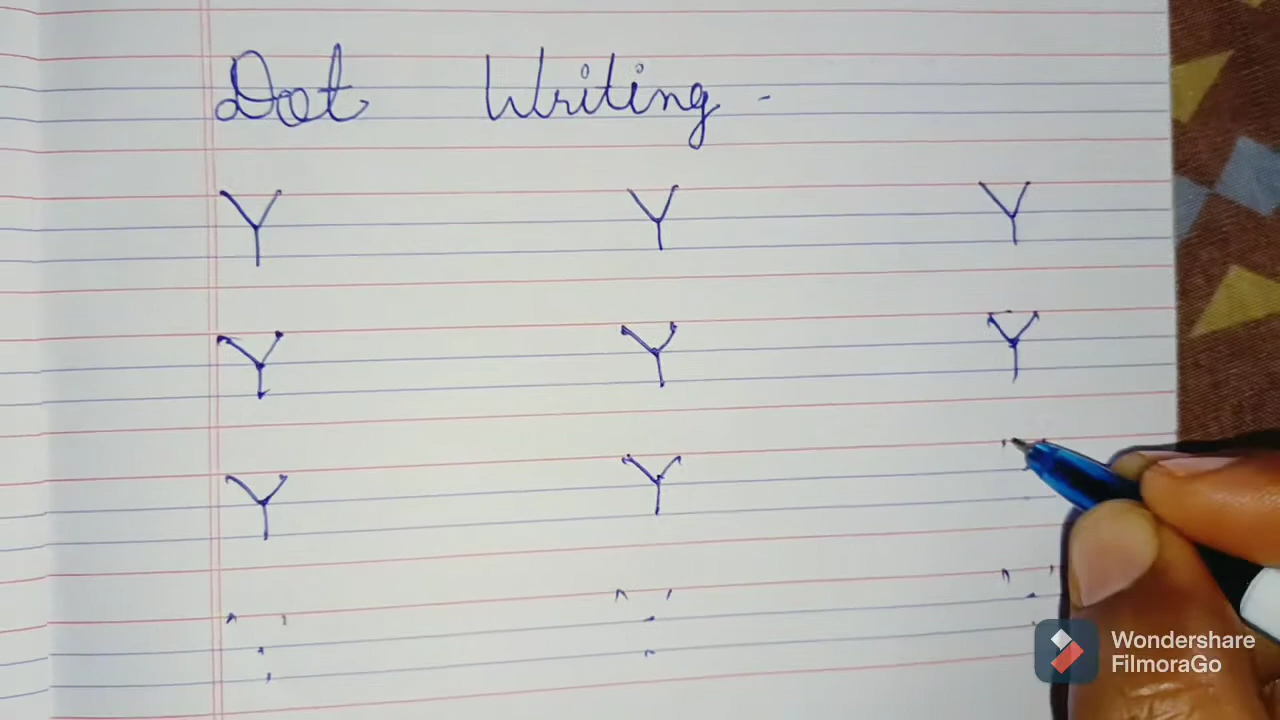 Dot Writing -
Y Y Y
Y Y Y
Y Y
Wondershare
FilmoraGo